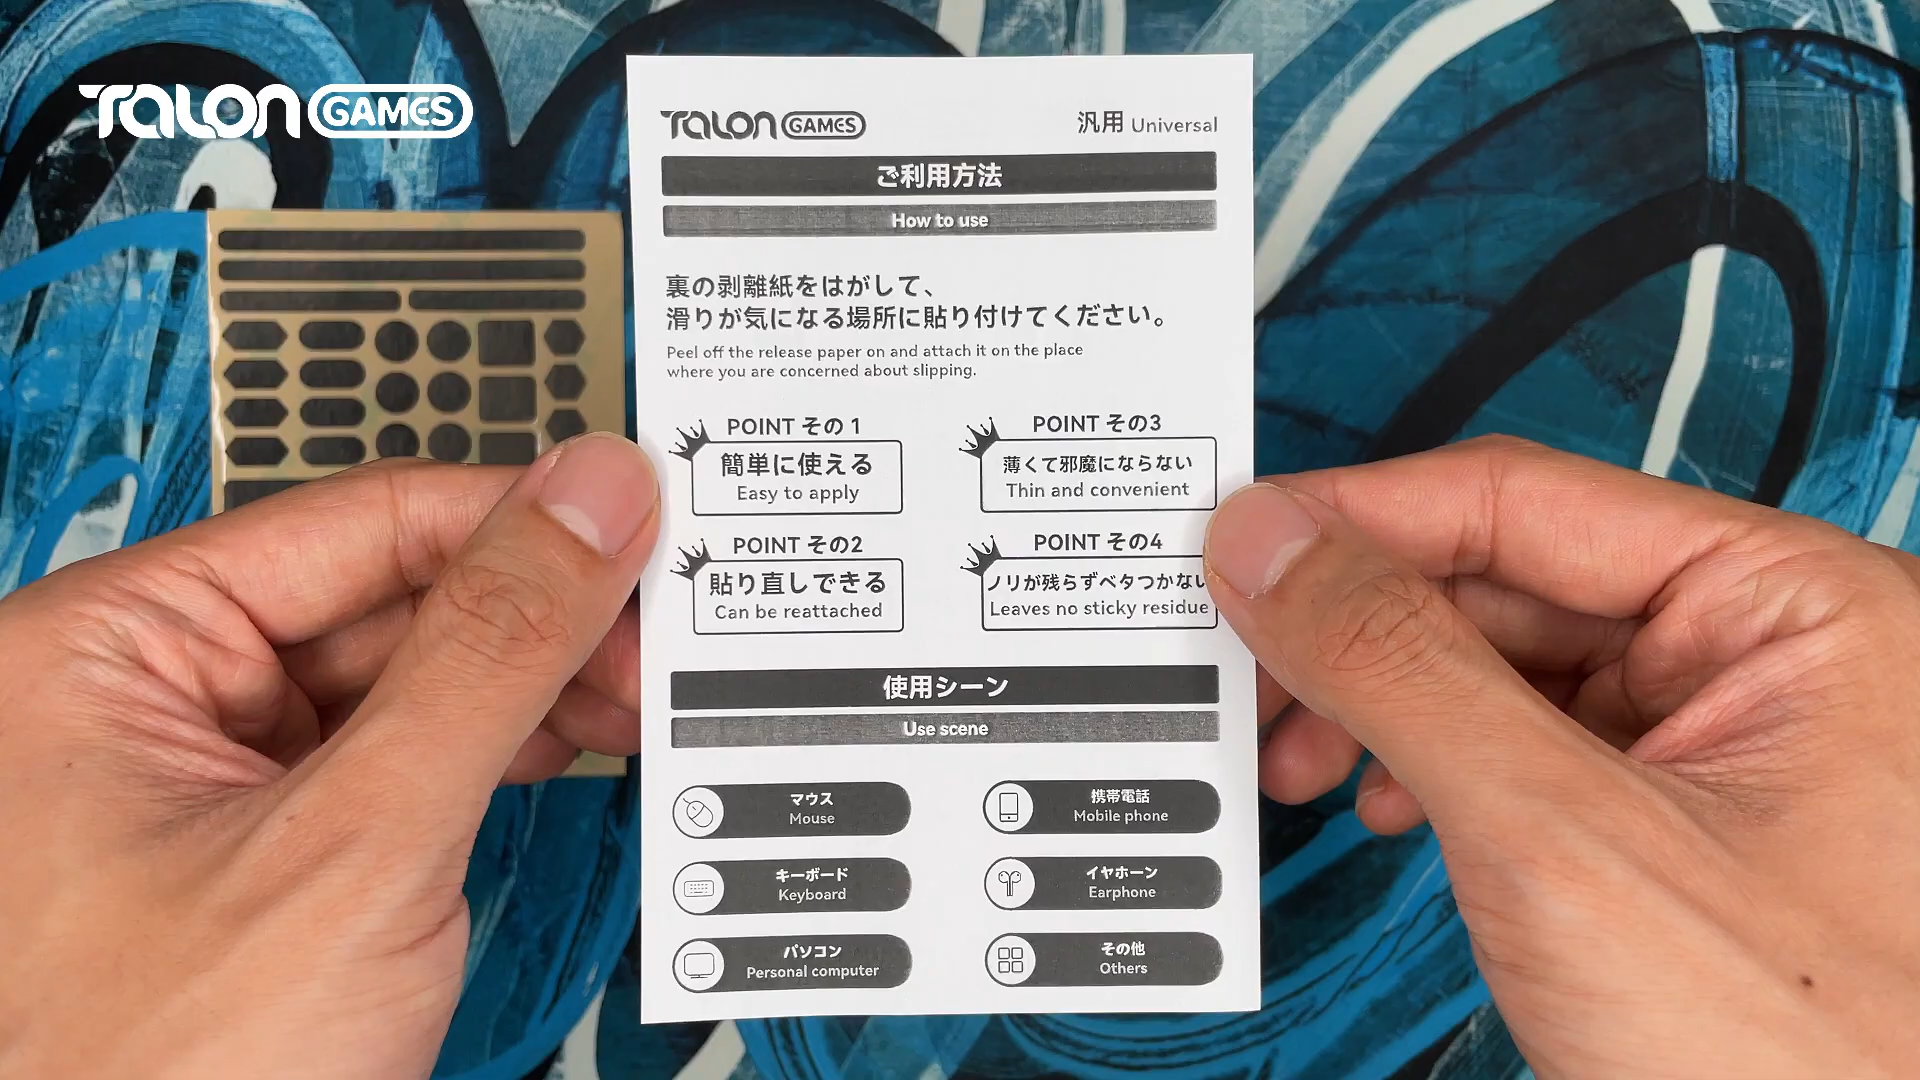 TALON GAMES
TALON GAMES
汎用 Universal
ご利用方法
How to use
裏の剥離紙をはがして、
滑りが気になる場所に貼り付けてください。
Peel off the release paper on and attach it on the place
where you are concerned about slipping.
POINT その1
簡単に使える
Easy to apply
POINT その2
貼り直しできる
Can be reattached
POINT その3
薄くて邪魔にならない
Thin and convenient
POINT その4
ノリが残らずベタつかない
Leaves no sticky residue
使用シーン
Use scene
マウス
Mouse
携帯電話
Mobile phone
キーボード
Keyboard
イヤホーン
Earphone
パソコン
Personal computer
その他
Others